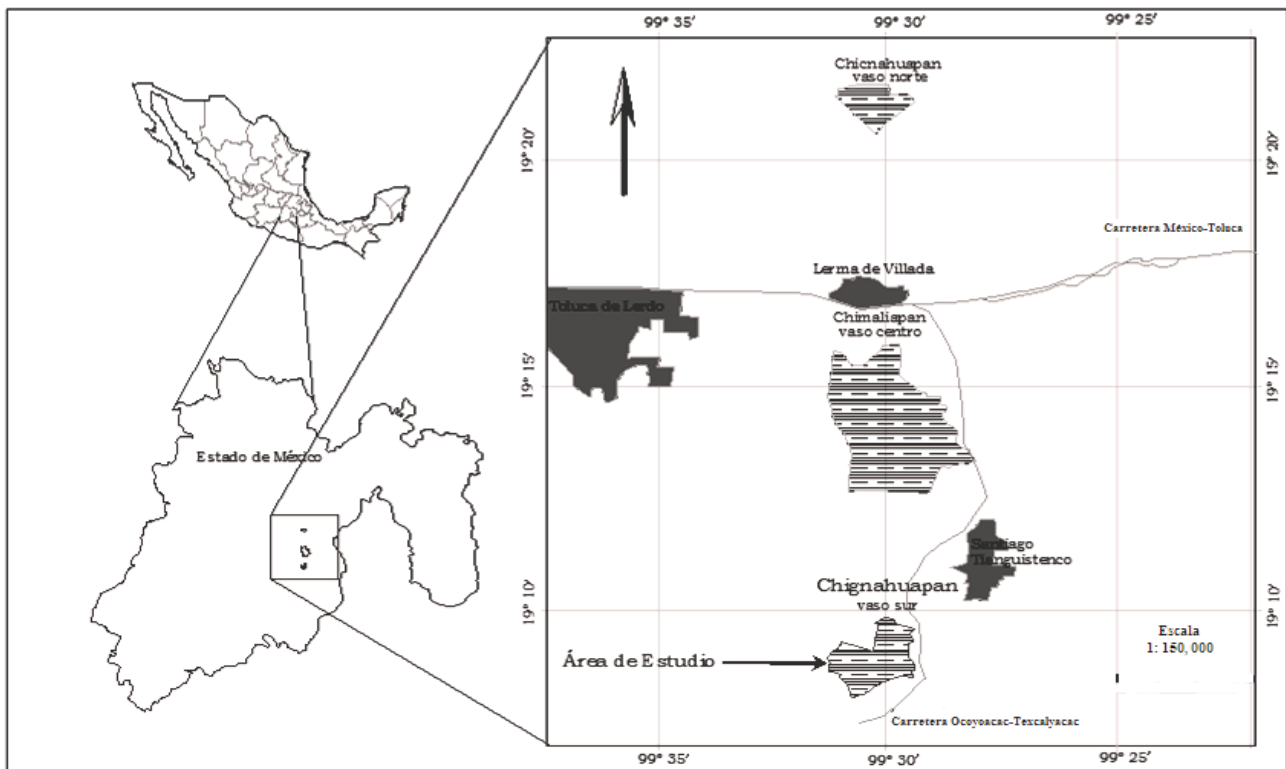 99° 35′
99° 30′
99° 25′
Chicnahuapan
vaso norte
19° 20′
19° 20′
Carretera México-Toluca
Lerma de Villada
Toluca de Lerdo
Chimaliapan
vaso centro
19° 15′
19° 15′
Estado de México
Santiago
Tianguistenco
Chignahuapan
vaso sur
19° 10′
19° 10′
Escala
1: 150, 000
Área de Estudio
Carretera Ocoyoacac-Texcalyacac
99° 35′
99° 30′
99° 25′